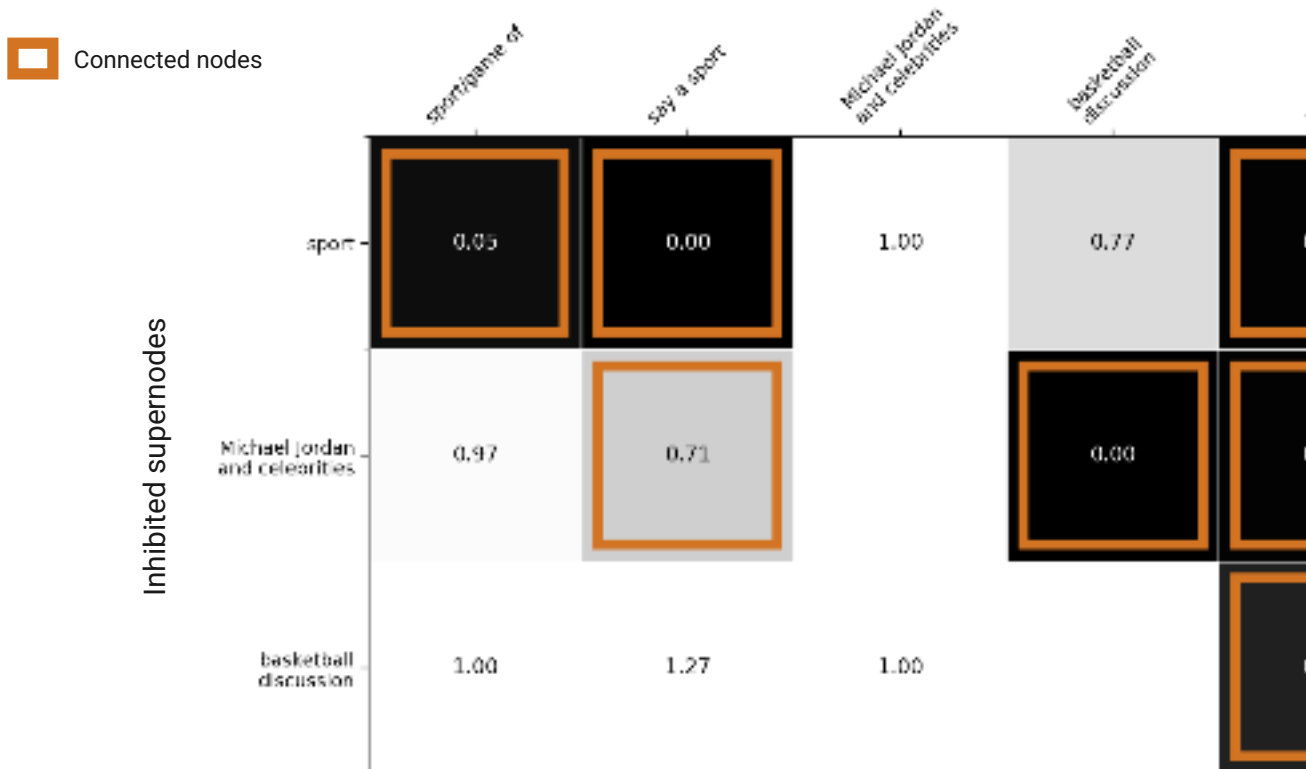 Connected nodes
sport/game of
say a sport
Michael Jordan
and celebrities
basketball
discussion
sport
0.05
0.00
1.00
0.77
Inhibited supernodes
Michael Jordan
and celebrities
0.97
0.71
0.00
basketball
discussion
1.00
1.27
1.00